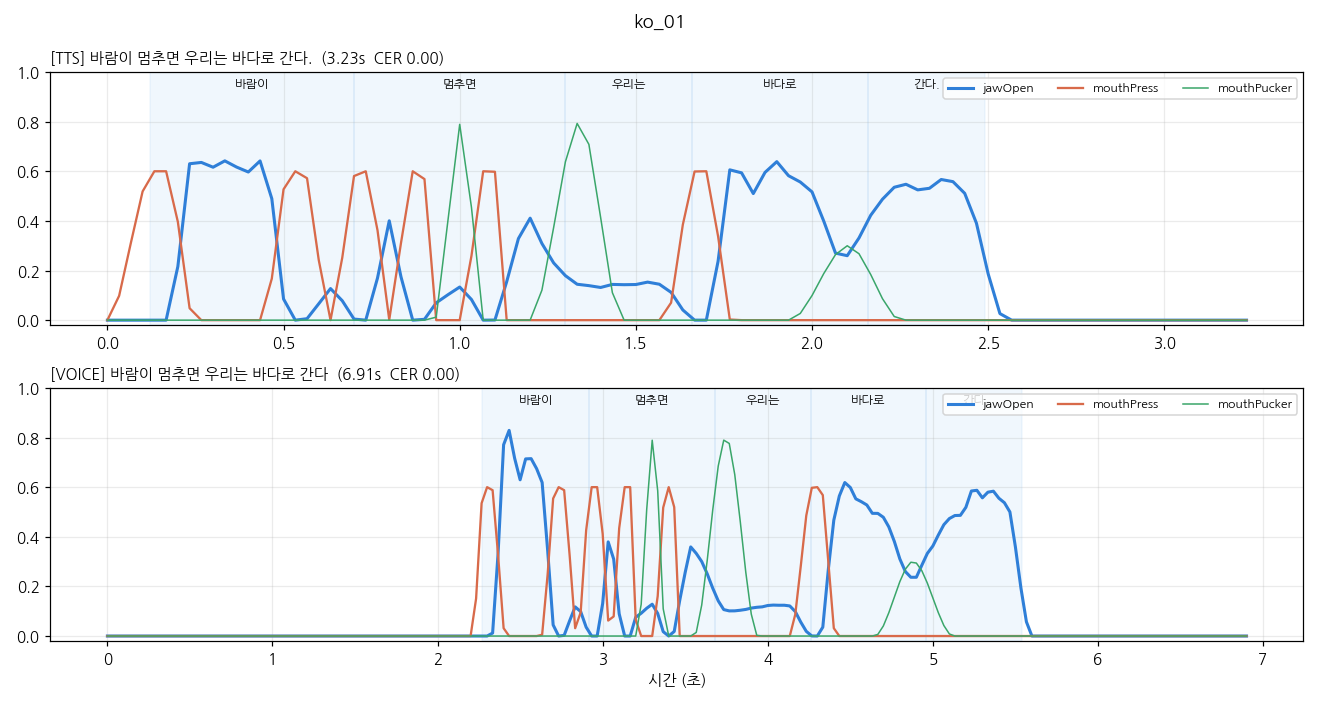 ko_01
[TTS] 바람이 멈추면 우리는 바다로 간다. (3.23s CER 0.00)
바람이 멈추면 우리는 바다로 간다.
jawOpen mouthPress mouthPucker
1.0
0.8
0.6
0.4
0.2
0.0
0.0 0.5 1.0 1.5 2.0 2.5 3.0
[VOICE] 바람이 멈추면 우리는 바다로 간다 (6.91s CER 0.00)
바람이 멈추면 우리는 바다로
jawOpen mouthPress mouthPucker
1.0
0.8
0.6
0.4
0.2
0.0
0 1 2 3 4 5 6 7
시간 (초)